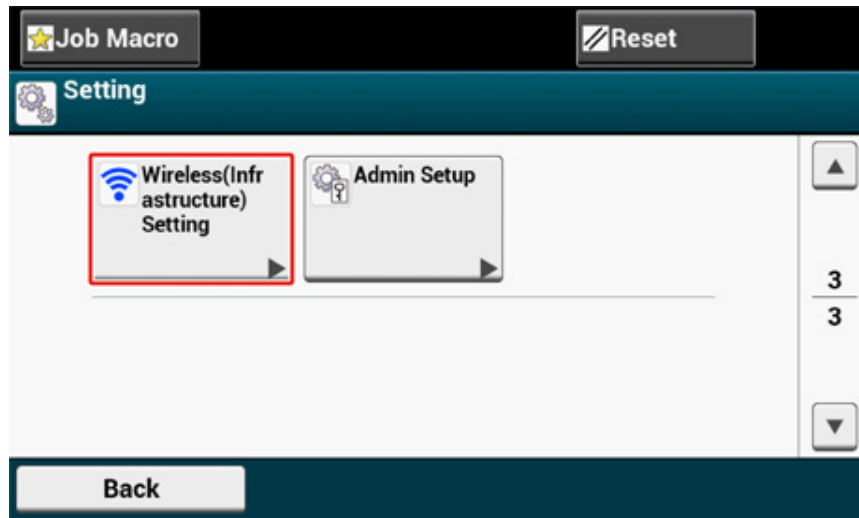 Job Macro
Reset
Setting
Wireless(Infr
astructure)
Setting
Admin Setup
3
3
Back